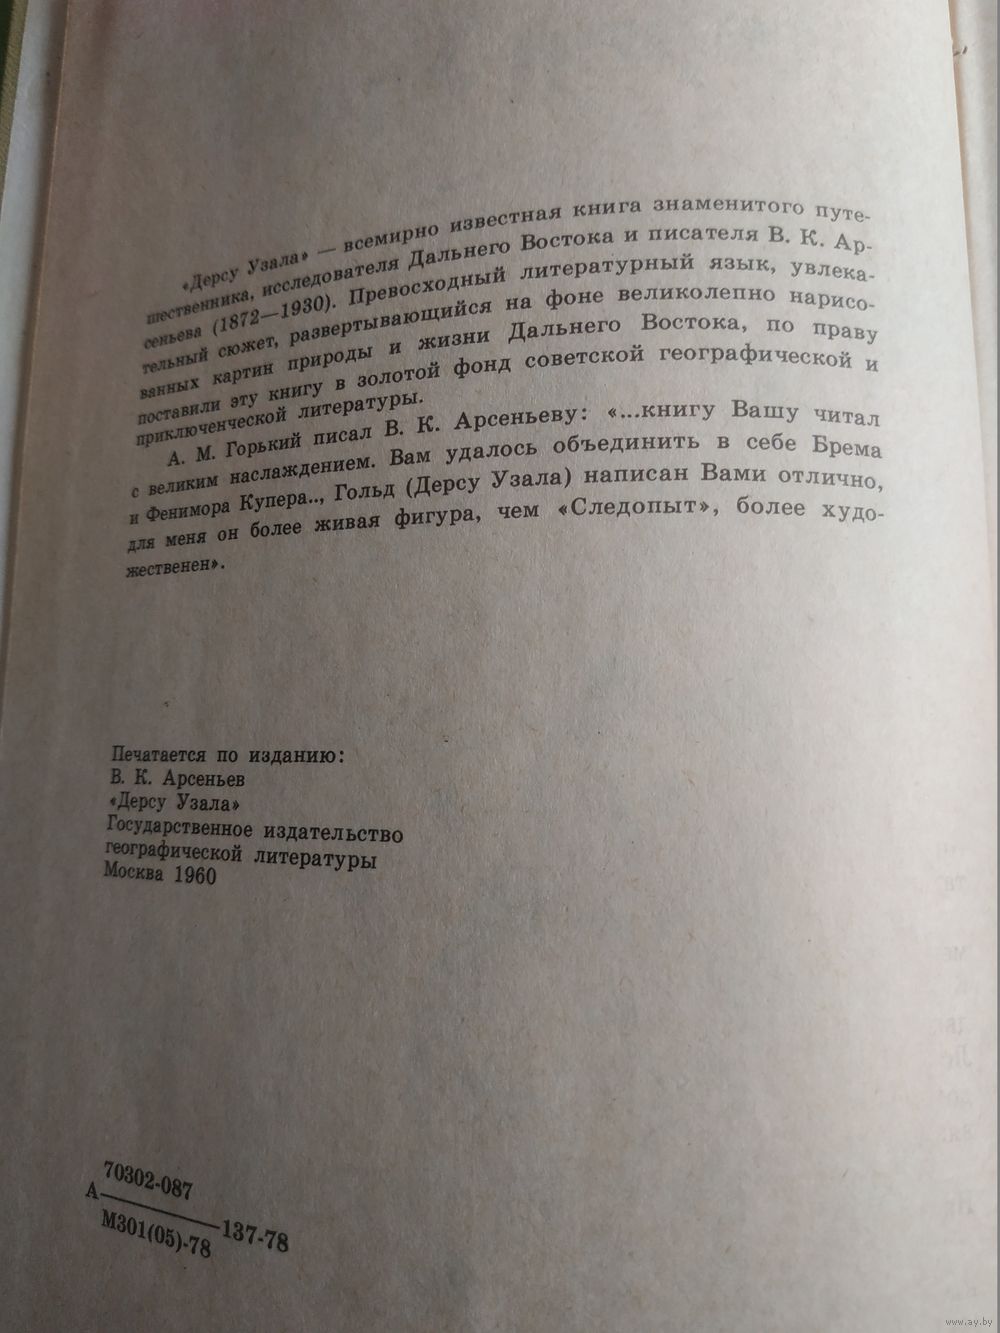 «Дерсу Узала» — всемирно известная книга знаменитого путе-
шественника, исследователя Дальнего Востока и писателя В. К. Ар-
сеньева (1872—1930). Превосходный литературный язык, увлека-
тельный сюжет, развертывающийся на фоне великолепно нарисо-
ванных картин природы и жизни Дальнего Востока, по праву
поставили эту книгу в золотой фонд советской географической и
приключенческой литературы.
А. М. Горький писал В. К. Арсеньеву: «...книгу Вашу читал
с великим наслаждением. Вам удалось объединить в себе Брема
и Фенимора Купера.., Гольд (Дерсу Узала) написан Вами отлично,
для меня он более живая фигура, чем «Следопыт», более худо-
жественен».
Печатается по изданию:
В. К. Арсеньев
«Дерсу Узала»
Государственное издательство
географической литературы
Москва 1960
70302-087
А——137-78
М301(05)-78
www.ay.by